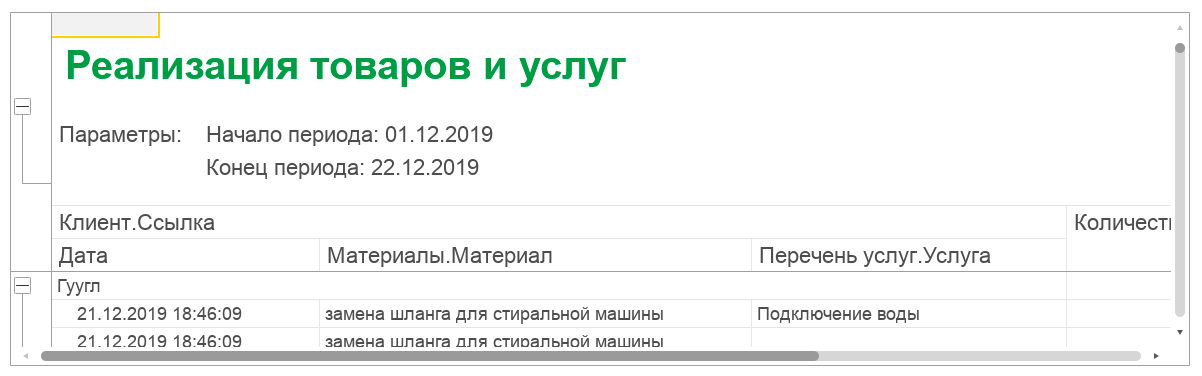 Реализация товаров и услуг
Параметры: Начало периода: 01.12.2019
Конец периода: 22.12.2019
Клиент.Ссылка
Дата Материалы.Материал Перечень услуг.Услуга
Гуугл
21.12.2019 18:46:09 замена шланга для стиральной машины Подключение воды
21.12.2019 18:46:09 замена шланга для стиральной машины